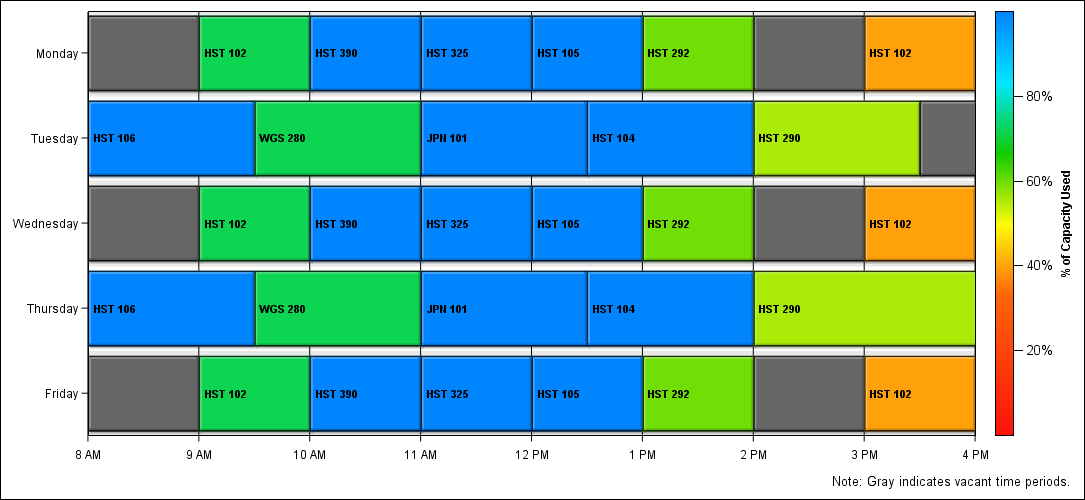 Monday HST 102 HST 390 HST 325 HST 105 HST 292 HST 102
80%
Tuesday HST 106 WGS 280 JPN 101 HST 104 HST 290
60%
Wednesday HST 102 HST 390 HST 325 HST 105 HST 292 HST 102
% of Capacity Used
40%
Thursday HST 106 WGS 280 JPN 101 HST 104 HST 290
20%
Friday HST 102 HST 390 HST 325 HST 105 HST 292 HST 102
8 AM 9 AM 10 AM 11 AM 12 PM 1 PM 2 PM 3 PM 4 PM
Note: Gray indicates vacant time periods.